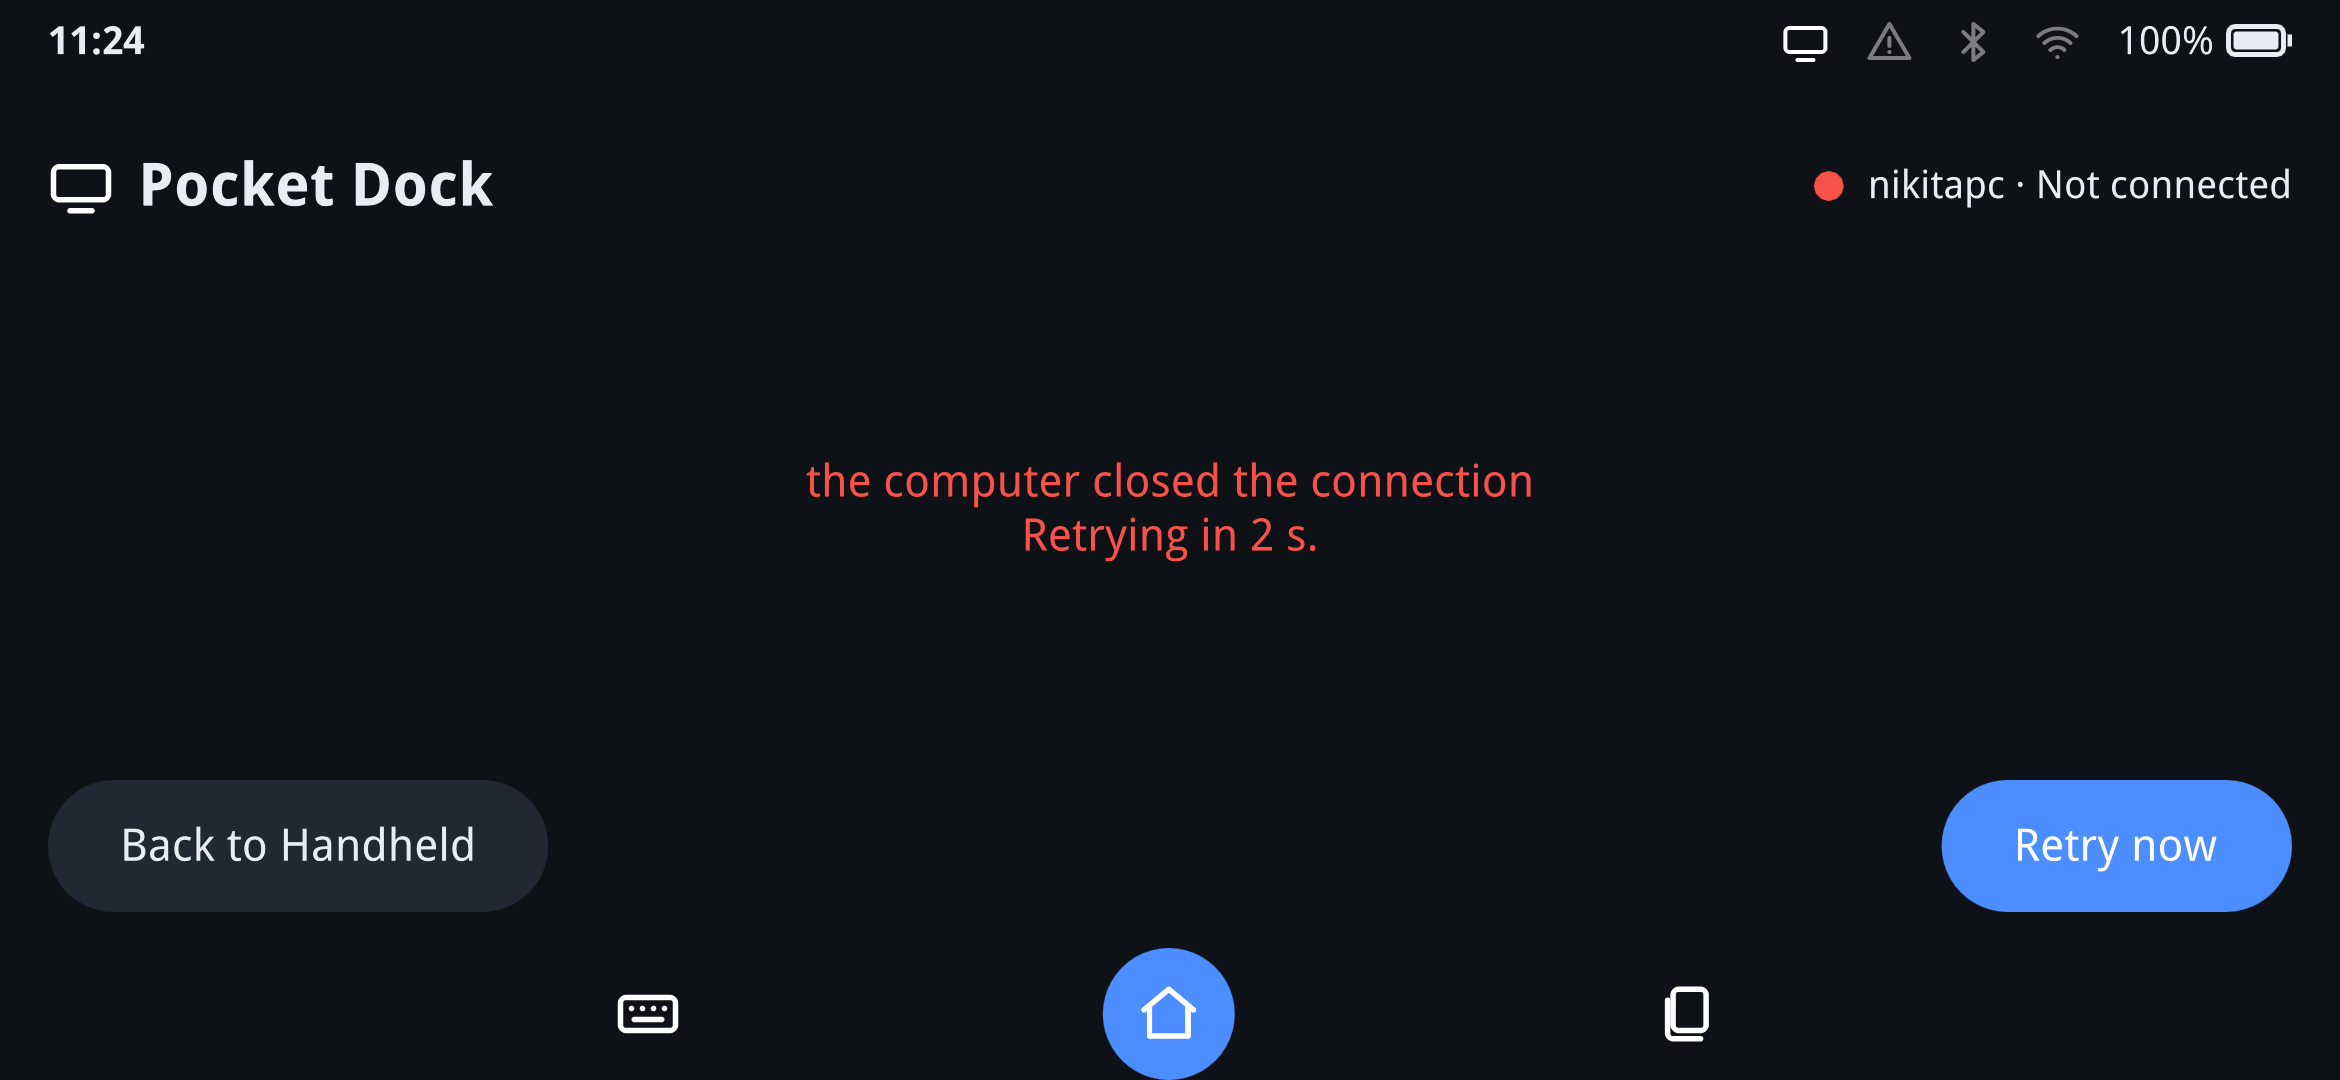 11:24
100%
Pocket Dock
nikitapc · Not connected
the computer closed the connection
Retrying in 2 s.
Back to Handheld
Retry now